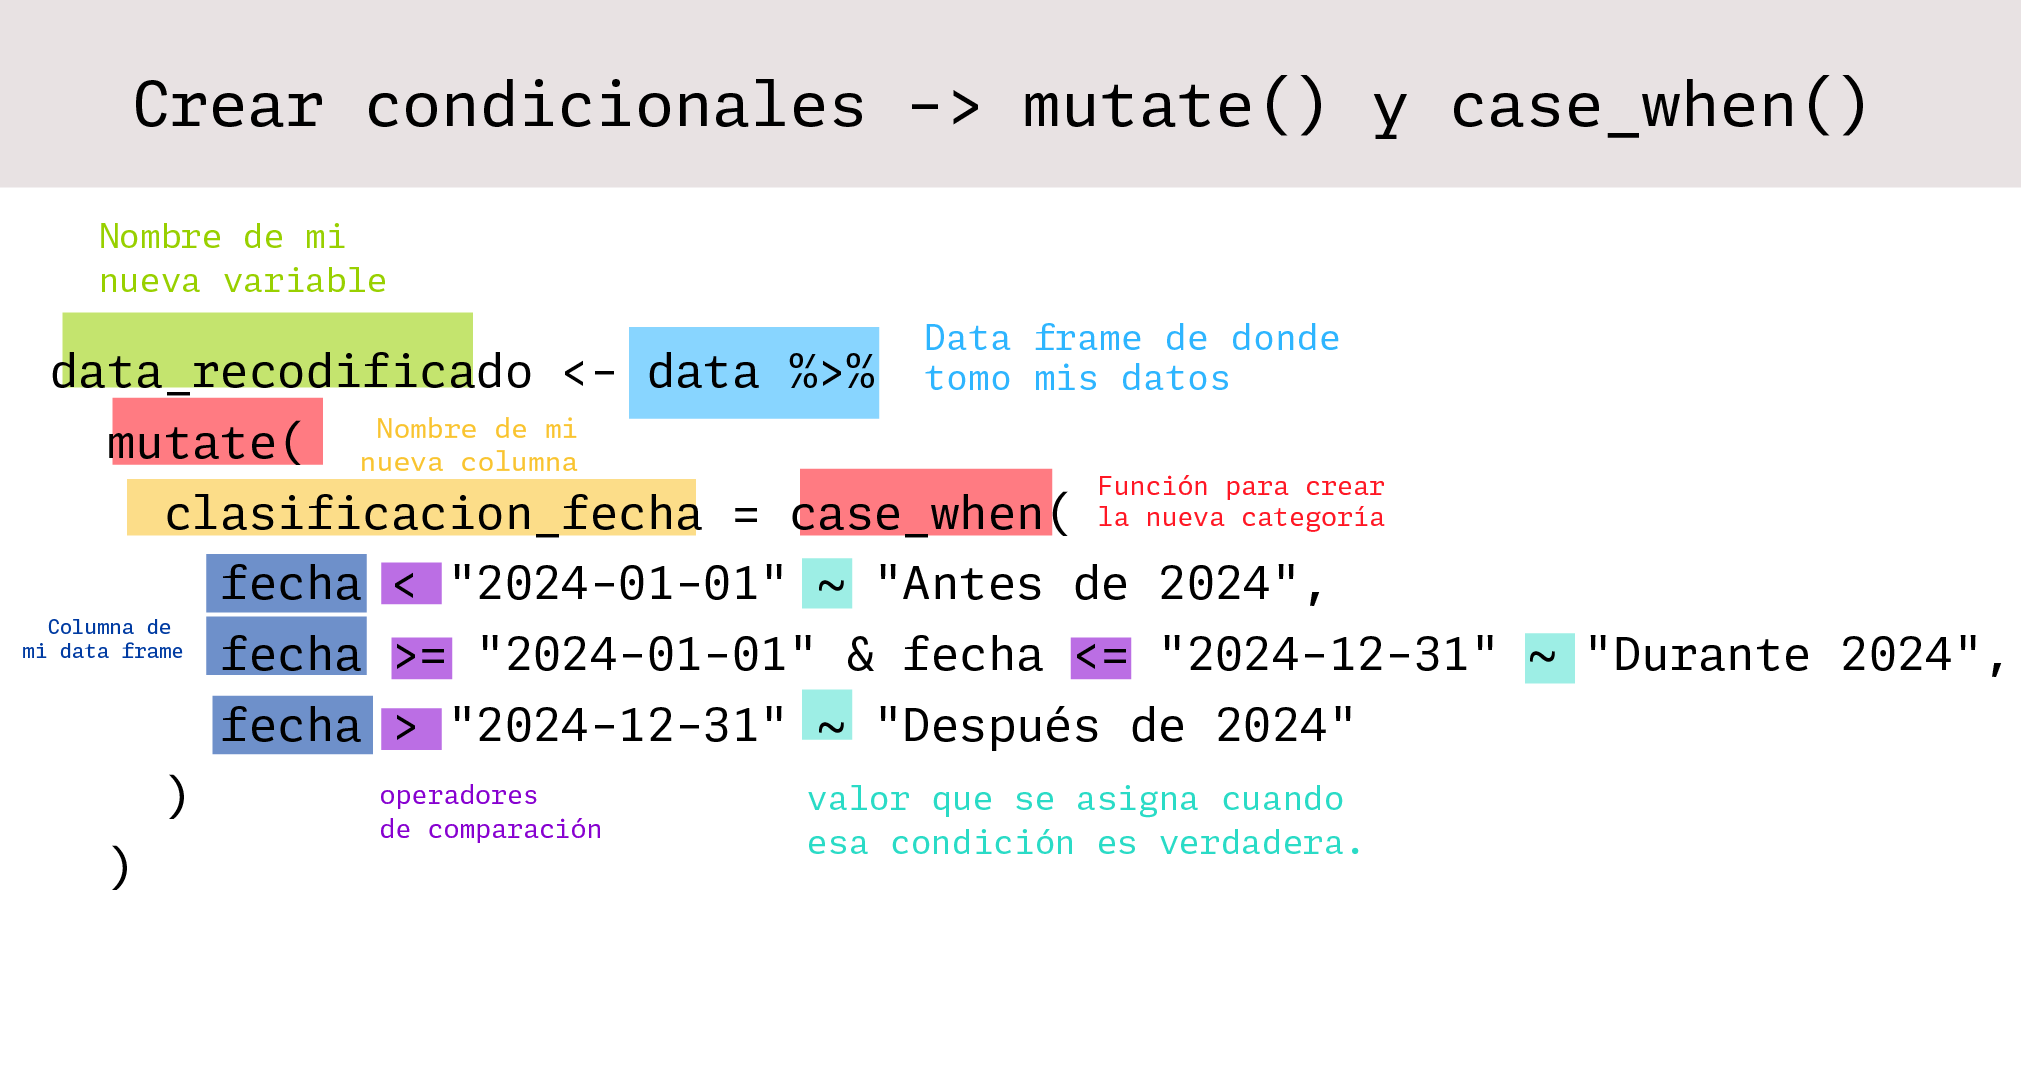 Crear condicionales -> mutate() y case_when()
Nombre de mi
nueva variable
data_recodificado <- data %>%
Data frame de donde
tomo mis datos
mutate(
Nombre de mi
nueva columna
clasificacion_fecha = case_when(
Función para crear
la nueva categoría
fecha < "2024-01-01" ~ "Antes de 2024",
Columna de
mi data frame
fecha >= "2024-01-01" & fecha <= "2024-12-31" ~ "Durante 2024",
fecha > "2024-12-31" ~ "Después de 2024"
)
operadores
de comparación
valor que se asigna cuando
esa condición es verdadera.
)